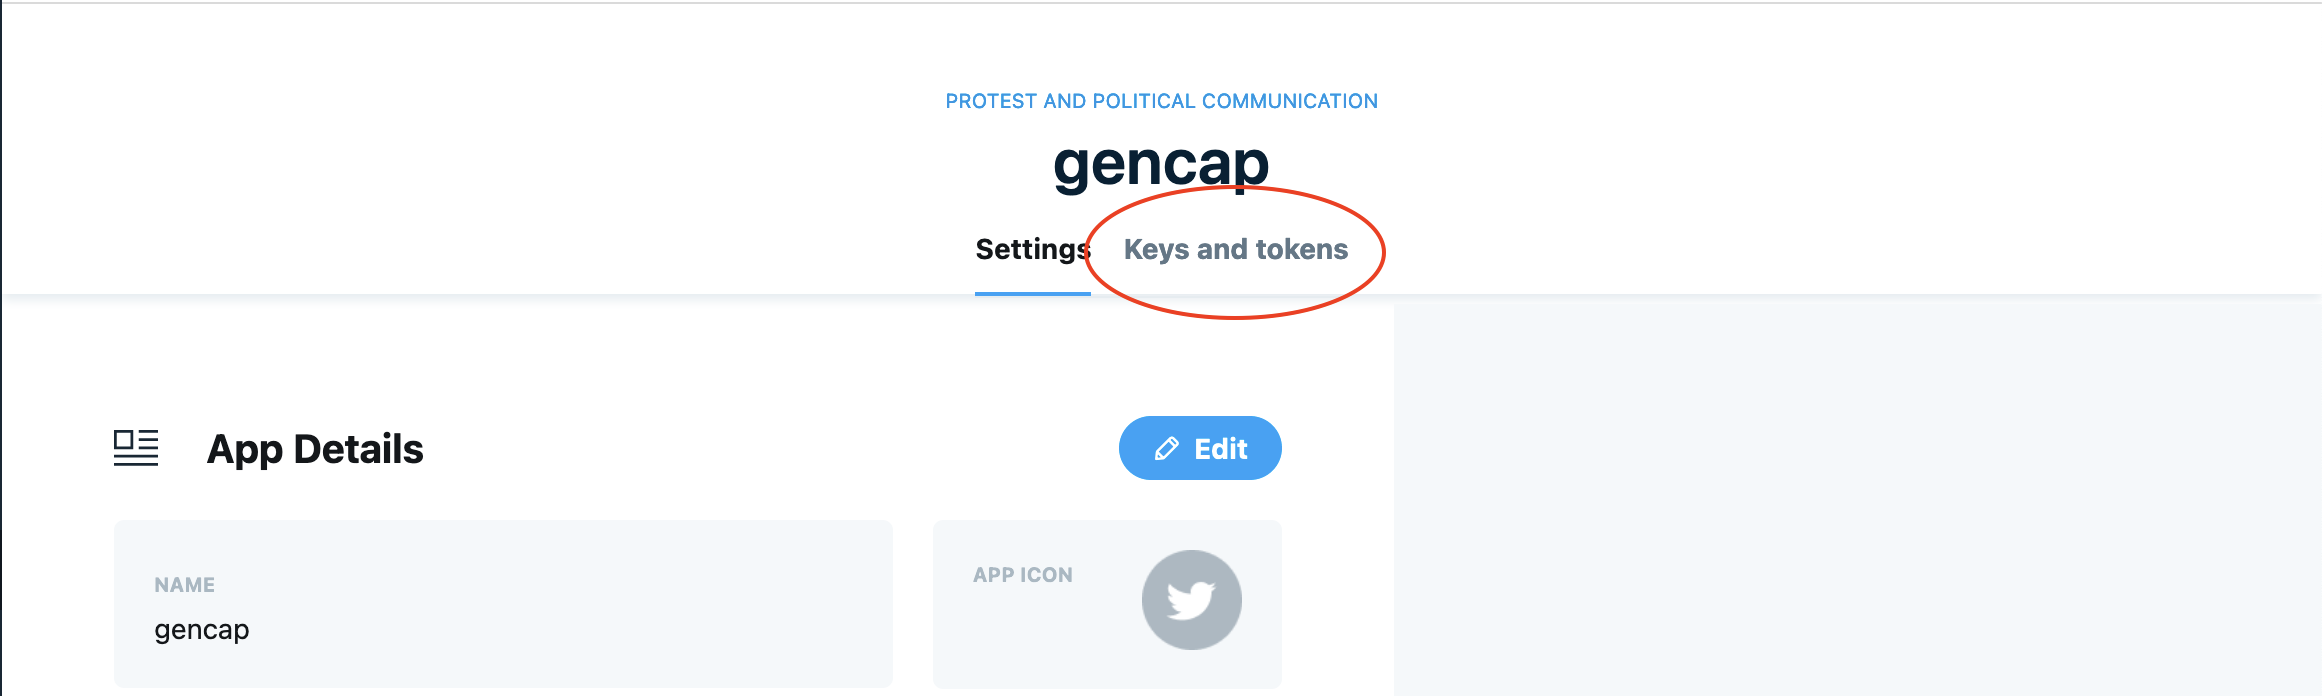 PROTEST AND POLITICAL COMMUNICATION
gencap
Settings Keys and tokens
App Details
Edit
NAME
gencap
APP ICON